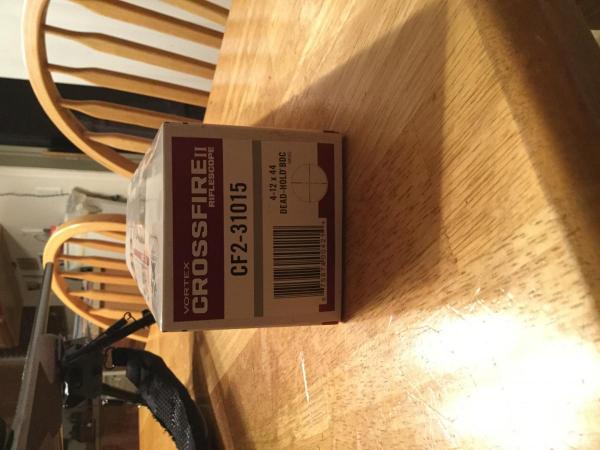 VORTEX
CROSSFIRE II
RIFLESCOPE
CF2-31015
4-12 x 44
DEAD-HOLD BDC